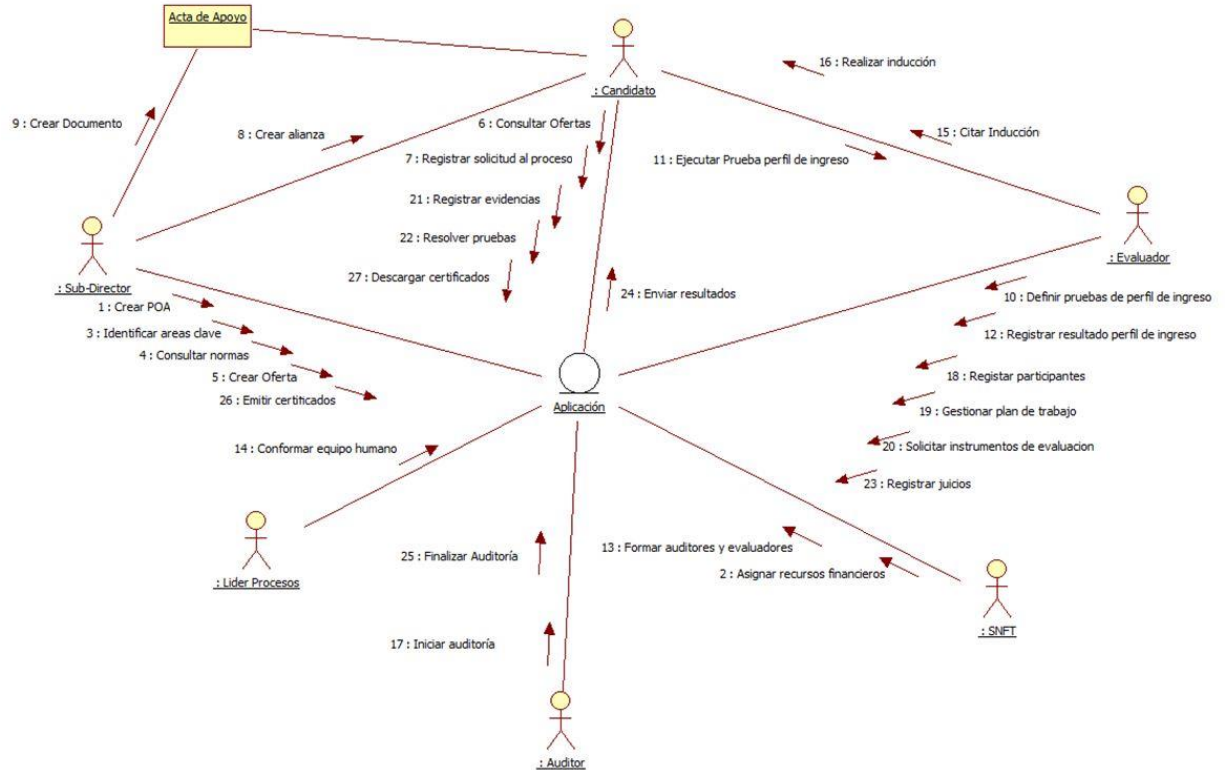 Acta de Apoyo
: Candidato
16 : Realizar inducción
9 : Crear Documento
8 : Crear alianza
6 : Consultar Ofertas
15 : Citar Inducción
7 : Registrar solicitud al proceso
11 : Ejecutar Prueba perfil de ingreso
21 : Registrar evidencias
22 : Resolver pruebas
27 : Descargar certificados
24 : Enviar resultados
: Sub-Director
: Evaluador
1 : Crear POA
3 : Identificar areas clave
4 : Consultar normas
5 : Crear Oferta
26 : Emitir certificados
10 : Definir pruebas de perfil de ingreso
12 : Registrar resultado perfil de ingreso
18 : Registar participantes
19 : Gestionar plan de trabajo
20 : Solicitar instrumentos de evaluacion
23 : Registrar juicios
Aplicación
14 : Conformar equipo humano
: Lider Procesos
25 : Finalizar Auditoría
13 : Formar auditores y evaluadores
2 : Asignar recursos financieros
: SNFT
17 : Iniciar auditoría
: Auditor